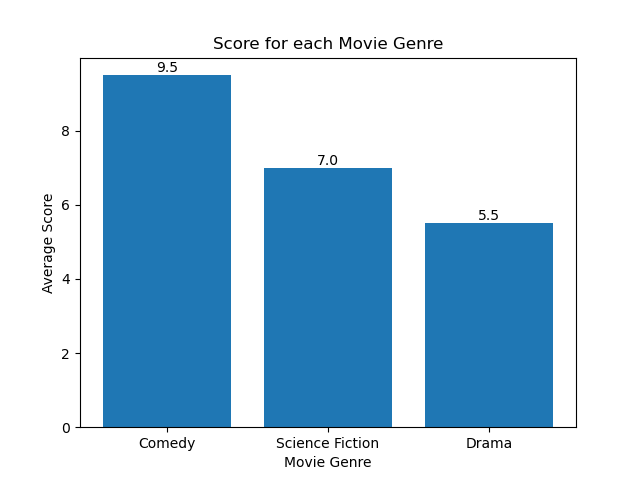 Score for each Movie Genre
9.5
7.0
5.5
8
6
4
2
0
Average Score
Comedy
Science Fiction
Drama
Movie Genre